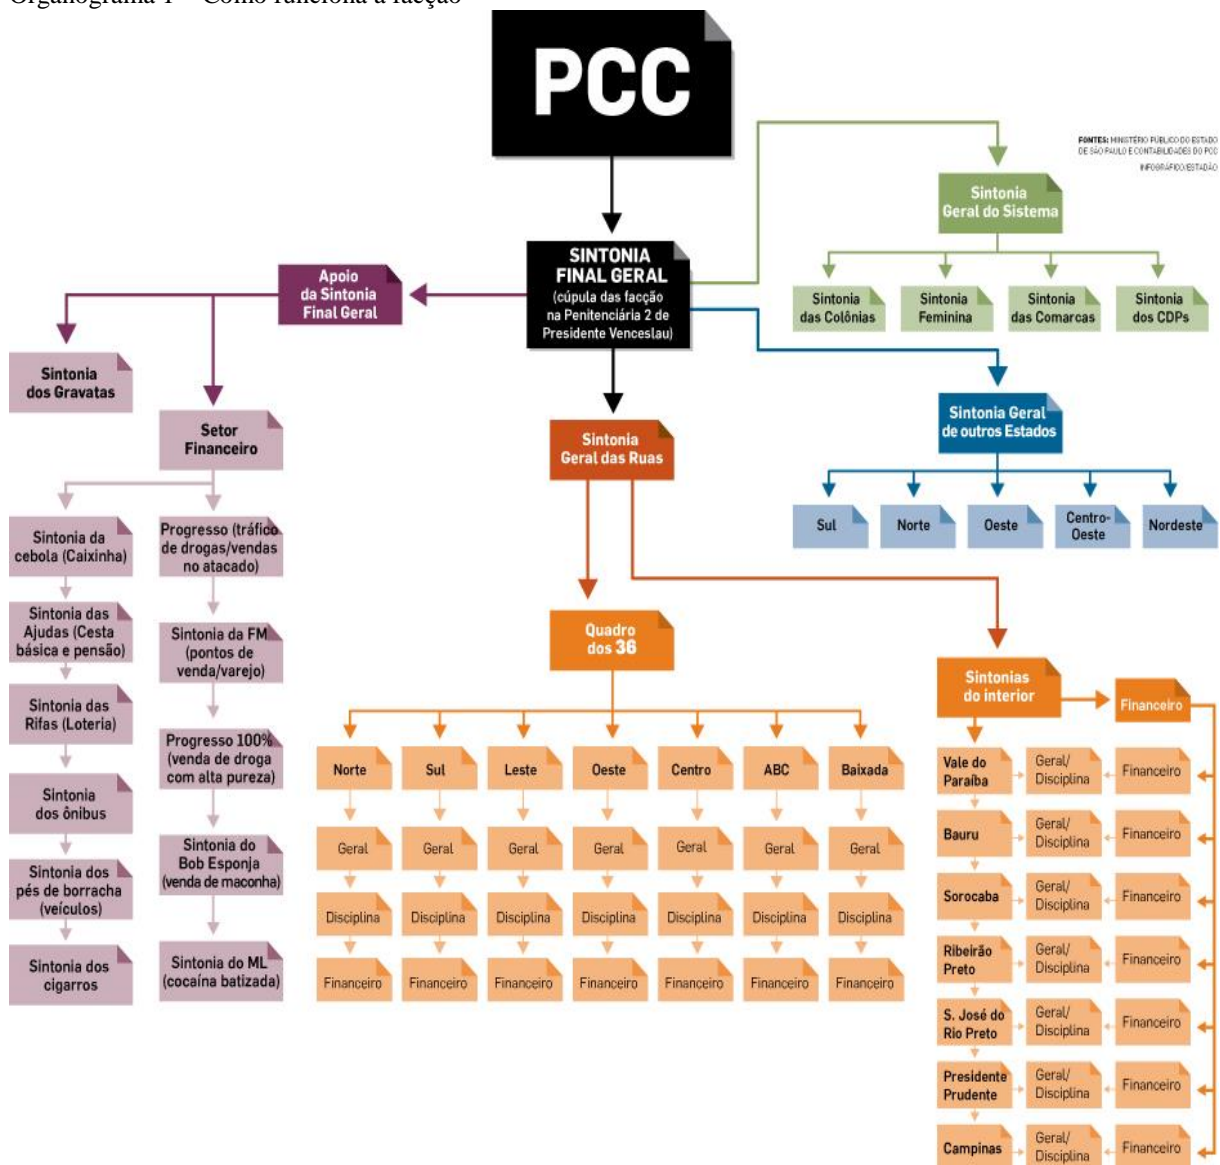 Organograma 1 – Como funciona a facção
PCC
FONTES: MINISTÉRIO PÚBLICO DO ESTADO
DE SÃO PAULO E CONTABILIDADES DO PCC
INFOGRÁFICO/ESTADÃO
Sintonia
Geral do Sistema
SINTONIA
FINAL GERAL
(cúpula das facção
na Penitenciária 2 de
Presidente Venceslau)
Apoio
da Sintonia
Final Geral
Sintonia
das Colônias
Sintonia
Feminina
Sintonia
das Comarcas
Sintonia
dos CDPs
Sintonia
dos Gravatas
Setor
Financeiro
Sintonia
Geral das Ruas
Sintonia Geral
de outros Estados
Sul
Norte
Oeste
Centro-
Oeste
Nordeste
Sintonia da
cebola (Caixinha)
Sintonia das
Ajudas (Cesta
básica e pensão)
Sintonia das
Rifas (Loteria)
Sintonia
dos ônibus
Sintonia dos
pés de borracha
(veículos)
Sintonia dos
cigarros
Progresso (tráfico
de drogas/vendas
no atacado)
Sintonia da FM
(pontos de
venda/varejo)
Progresso 100%
(venda de droga
com alta pureza)
Sintonia do
Bob Esponja
(venda de maconha)
Sintonia do ML
(cocaína batizada)
Quadro
dos 36
Norte
Sul
Leste
Oeste
Centro
ABC
Baixada
Geral
Geral
Geral
Geral
Geral
Geral
Geral
Disciplina
Disciplina
Disciplina
Disciplina
Disciplina
Disciplina
Disciplina
Financeiro
Financeiro
Financeiro
Financeiro
Financeiro
Financeiro
Financeiro
Sintonias
do interior
Financeiro
Vale do
Paraíba
Geral/
Disciplina
Financeiro
Bauru
Geral/
Disciplina
Financeiro
Sorocaba
Geral/
Disciplina
Financeiro
Ribeirão
Preto
Geral/
Disciplina
Financeiro
S. José do
Rio Preto
Geral/
Disciplina
Financeiro
Presidente
Prudente
Geral/
Disciplina
Financeiro
Campinas
Geral/
Disciplina
Financeiro